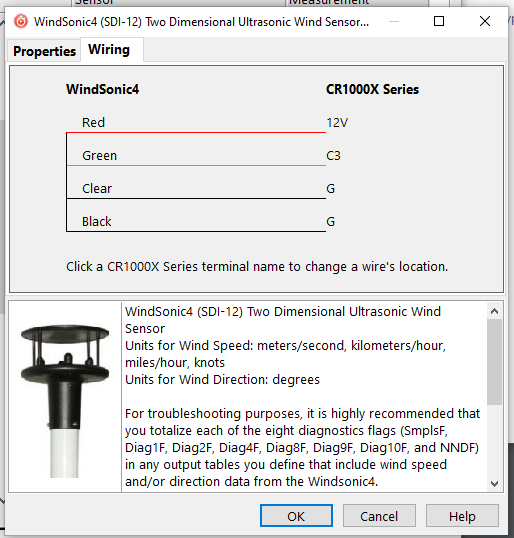 Sensor
Measurement
WindSonic4 (SDI-12) Two Dimensional Ultrasonic Wind Sensor...
Properties
Wiring
WindSonic4 CR1000X Series
Red 12V
Green C3
Clear G
Black G
Click a CR1000X Series terminal name to change a wire's location.
WindSonic4 (SDI-12) Two Dimensional Ultrasonic Wind
Sensor
Units for Wind Speed: meters/second, kilometers/hour,
miles/hour, knots
Units for Wind Direction: degrees
For troubleshooting purposes, it is highly recommended that
you totalize each of the eight diagnostics flags (SmplsF,
Diag1F, Diag2F, Diag4F, Diag8F, Diag9F, Diag10F, and NNDF)
in any output tables you define that include wind speed
and/or direction data from the Windsonic4.
OK
Cancel
Help